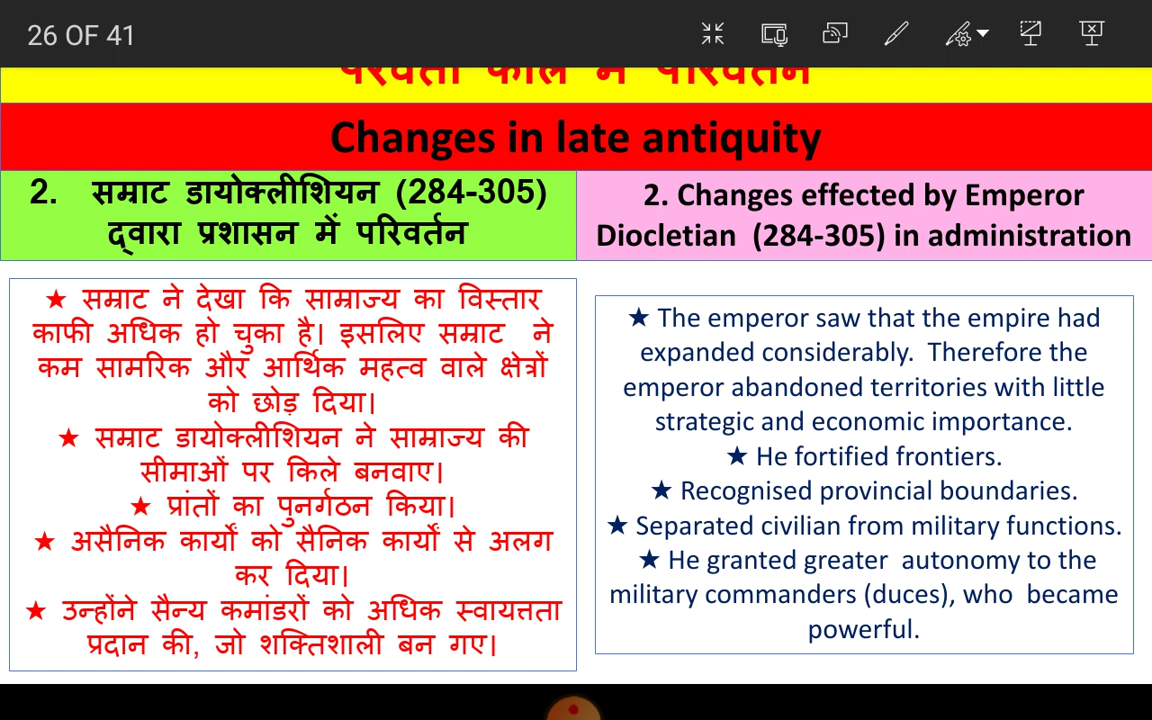 26 OF 41
परवर्ती काल में परिवर्तन
Changes in late antiquity
2. सम्राट डायोक्लीशियन (284-305)
द्वारा प्रशासन में परिवर्तन
2. Changes effected by Emperor
Diocletian (284-305) in administration
★ सम्राट ने देखा कि साम्राज्य का विस्तार
काफी अधिक हो चुका है। इसलिए सम्राट ने
कम सामरिक और आर्थिक महत्व वाले क्षेत्रों
को छोड़ दिया।
★ सम्राट डायोक्लीशियन ने साम्राज्य की
सीमाओं पर किले बनवाए।
★ प्रांतों का पुनर्गठन किया।
★ असैनिक कार्यों को सैनिक कार्यों से अलग
कर दिया।
★ उन्होंने सैन्य कमांडरों को अधिक स्वायत्तता
प्रदान की, जो शक्तिशाली बन गए।
★ The emperor saw that the empire had
expanded considerably. Therefore the
emperor abandoned territories with little
strategic and economic importance.
★ He fortified frontiers.
★ Recognised provincial boundaries.
★ Separated civilian from military functions.
★ He granted greater autonomy to the
military commanders (duces), who became
powerful.